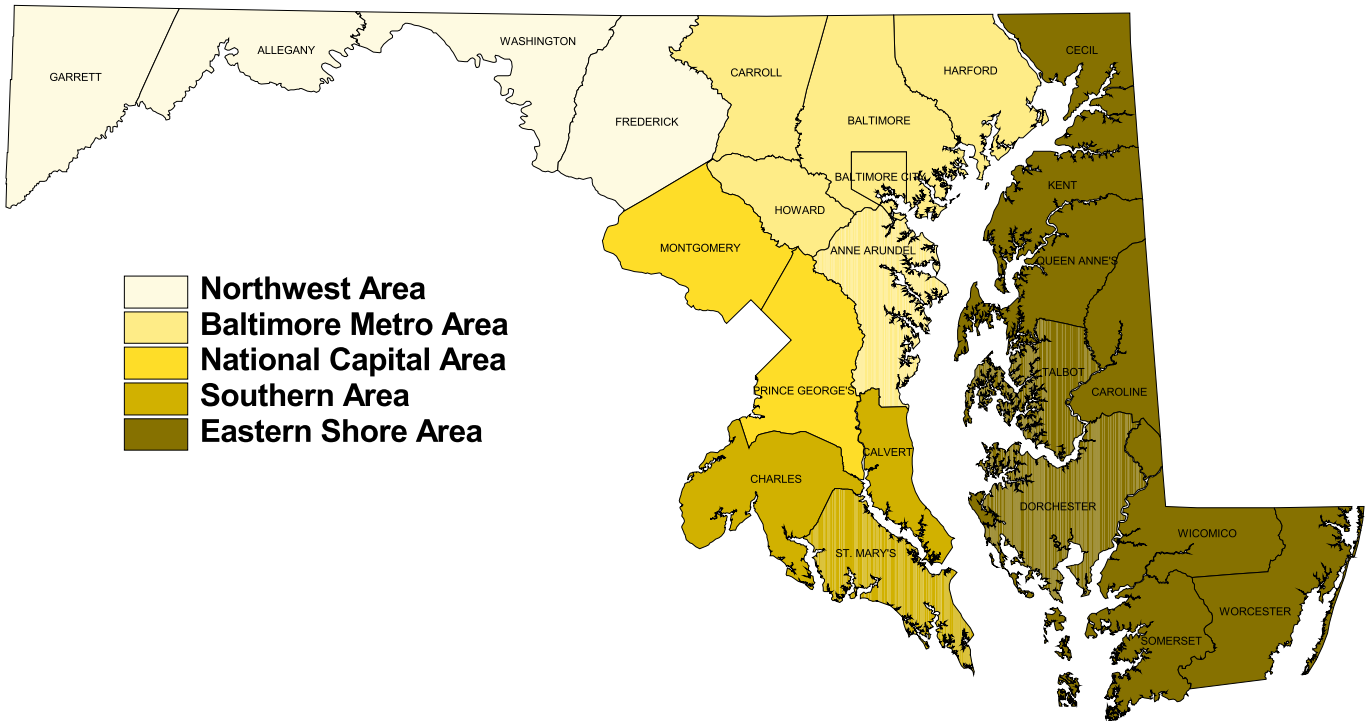 GARRETT
ALLEGANY
WASHINGTON
FREDERICK
CARROLL
BALTIMORE
HARFORD
CECIL
BALTIMORE CITY
KENT
HOWARD
MONTGOMERY
ANNE ARUNDEL
QUEEN ANNE'S
Northwest Area
Baltimore Metro Area
National Capital Area
Southern Area
Eastern Shore Area
PRINCE GEORGE'S
TALBOT
CAROLINE
CALVERT
CHARLES
DORCHESTER
ST. MARY'S
WICOMICO
WORCESTER
SOMERSET